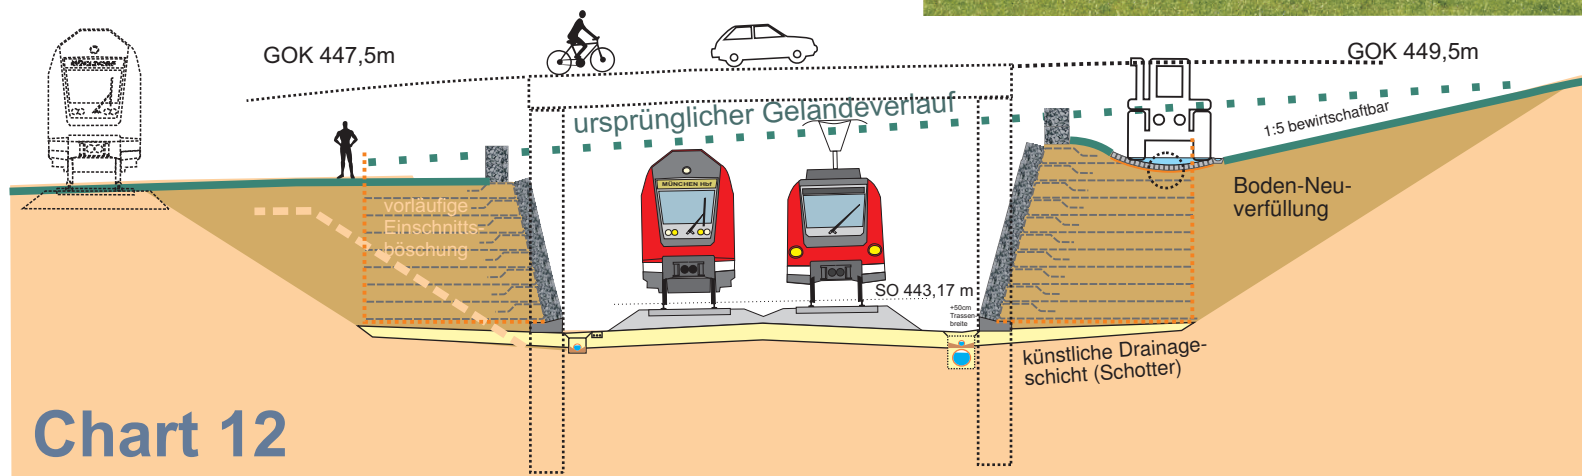 GOK 447,5m
GOK 449,5m
ursprünglicher Geländeverlauf
1:5 bewirtschaftbar
MÜNCHEN Hbf
vorläufige
Einschnitts-
böschung
Boden-Neu-
verfüllung
SO 443,17 m
+50cm
Trassen
breite
künstliche Drainage-
schicht (Schotter)
Chart 12